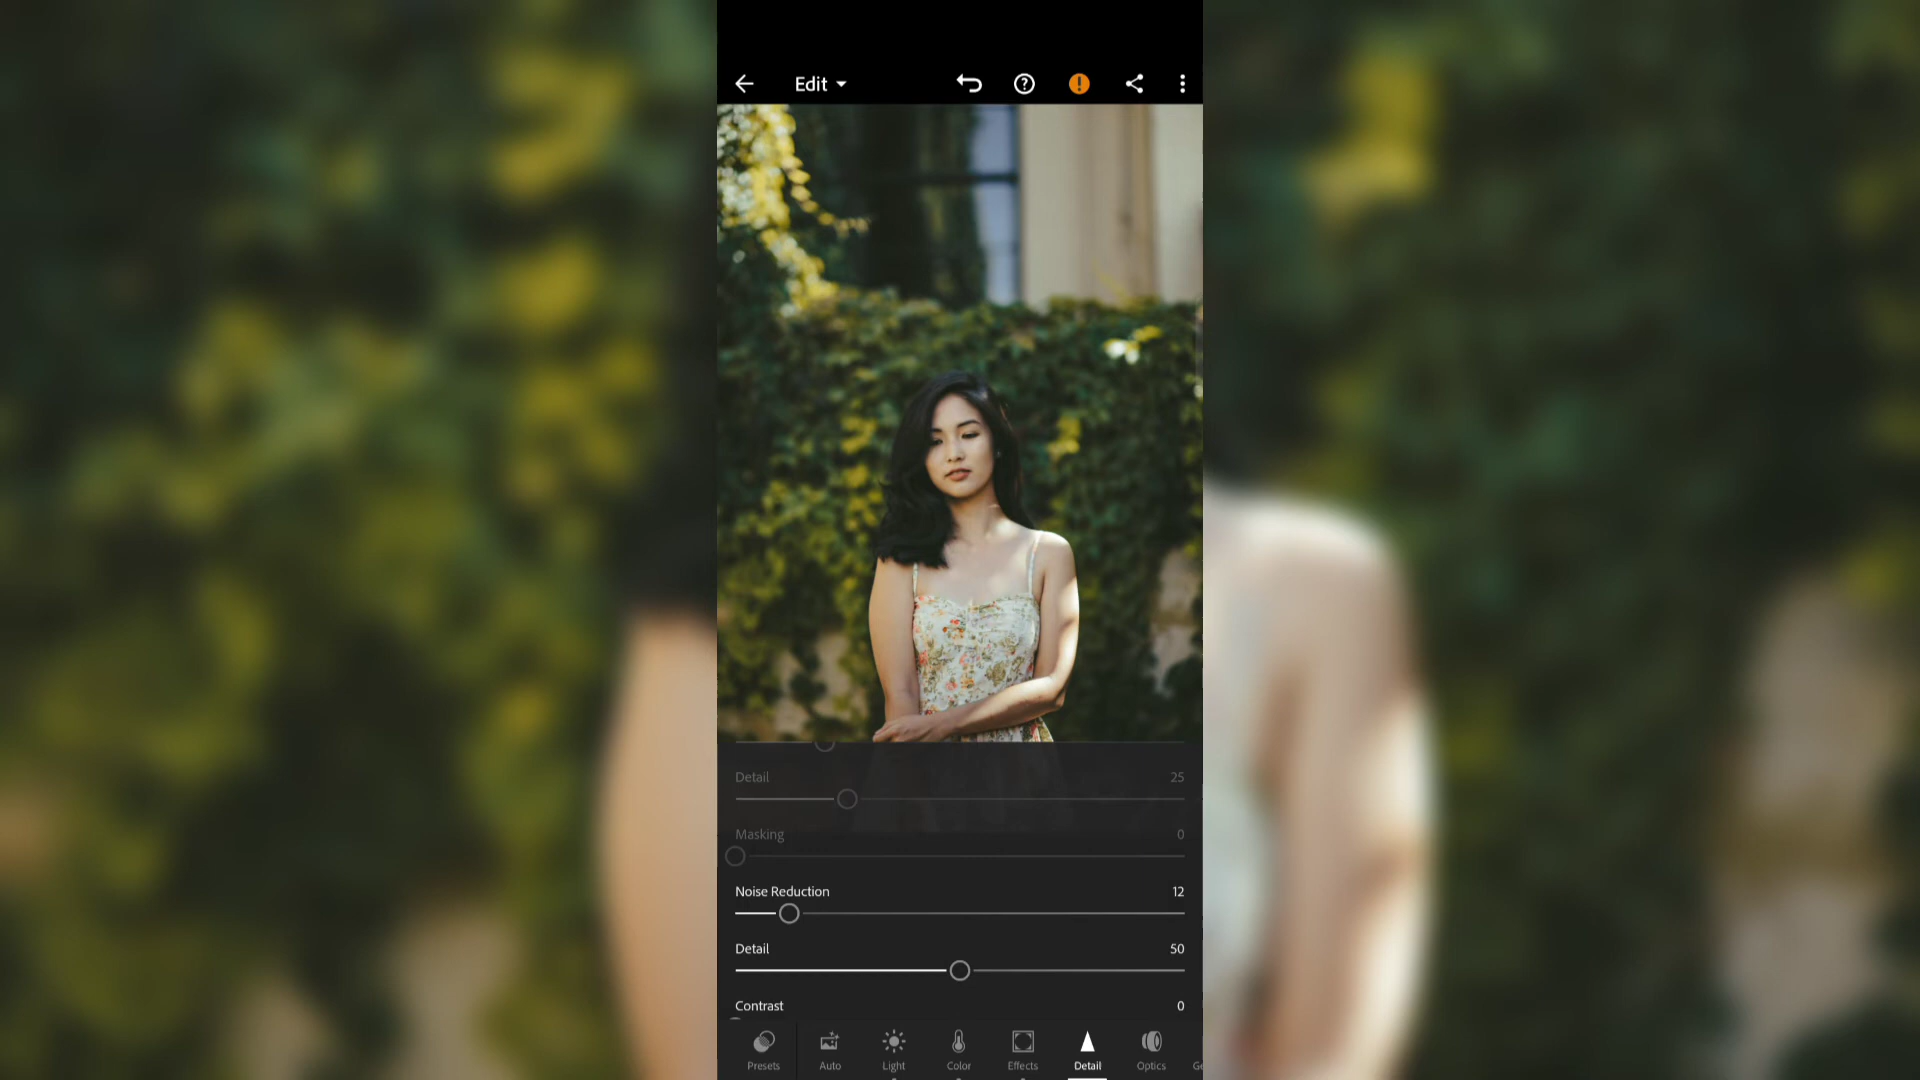 Edit
Detail 25
Masking 0
Noise Reduction 12
Detail 50
Contrast 0
Presets Auto Light Color Effects Detail Optics Ge